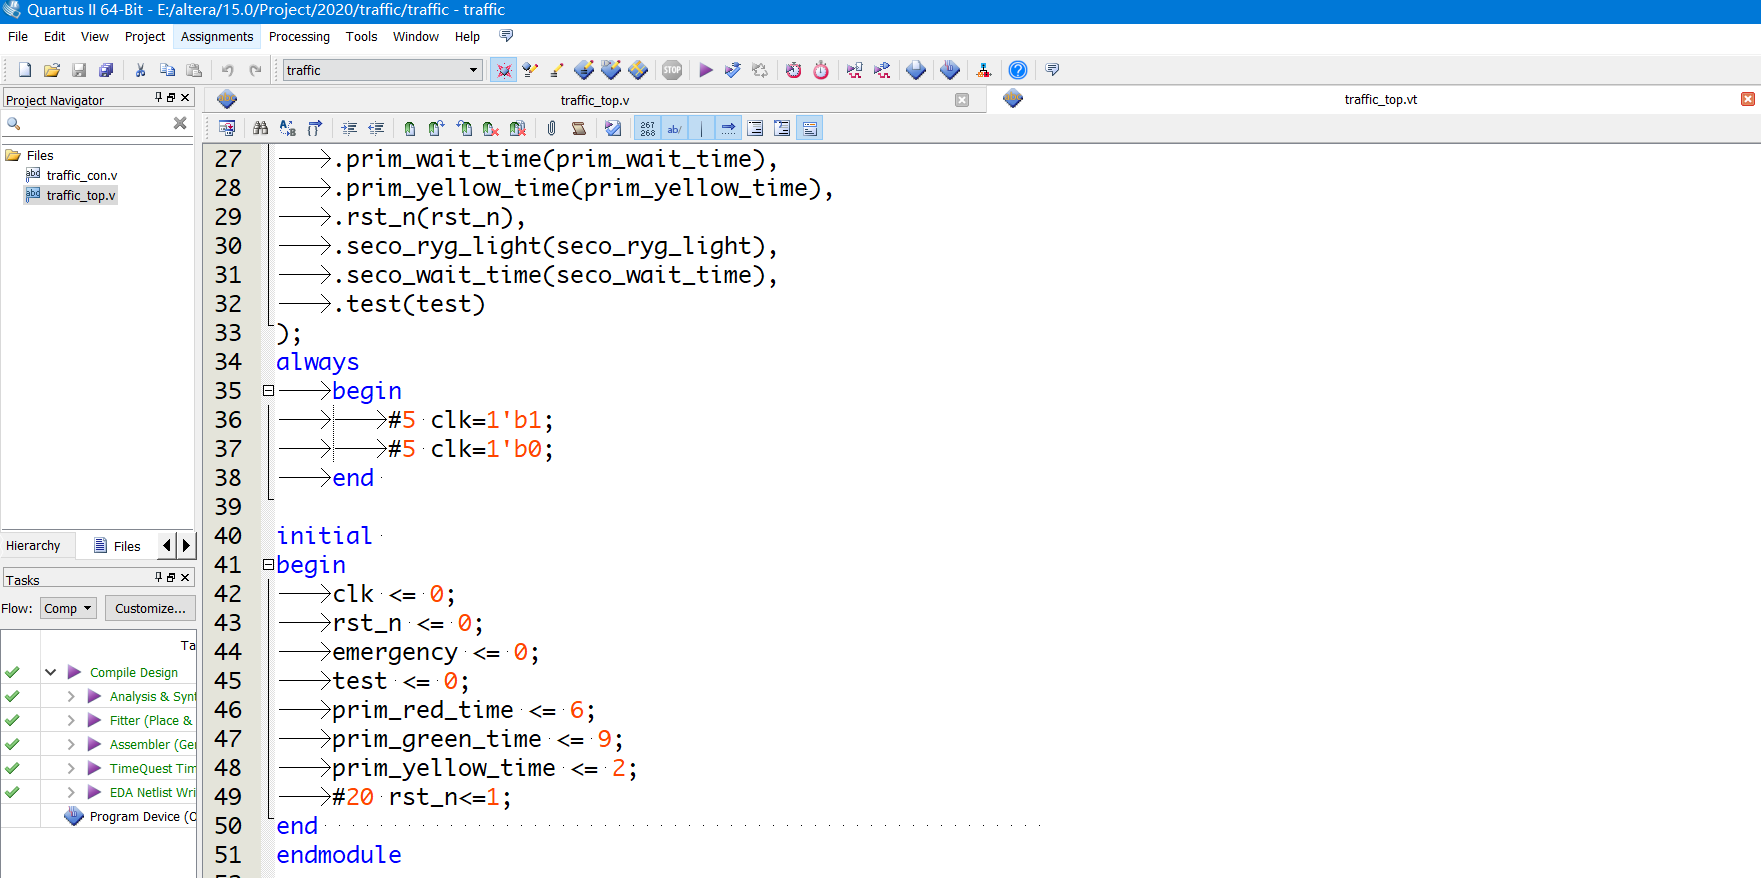 Quartus II 64-Bit - E:/altera/15.0/Project/2020/traffic/traffic - traffic
File Edit View Project Assignments Processing Tools Window Help
traffic
STOP
Project Navigator
traffic_top.v
traffic_top.vt
267
268
ab/
Files
traffic_con.v
traffic_top.v
27 .prim_wait_time(prim_wait_time),
28 .prim_yellow_time(prim_yellow_time),
29 .rst_n(rst_n),
30 .seco_ryg_light(seco_ryg_light),
31 .seco_wait_time(seco_wait_time),
32 .test(test)
33 );
34 always
35 begin
36 #5 clk=1'b1;
37 #5 clk=1'b0;
38 end
39
40 initial
41 begin
42 clk <= 0;
43 rst_n <= 0;
44 emergency <= 0;
45 test <= 0;
46 prim_red_time <= 6;
47 prim_green_time <= 9;
48 prim_yellow_time <= 2;
49 #20 rst_n<=1;
50 end
51 endmodule
Hierarchy Files
Tasks
Flow: Comp Customize...
Ta
Compile Design
Analysis & Synt
Fitter (Place &
Assembler (Ge
TimeQuest Tim
EDA Netlist Wri
Program Device (O